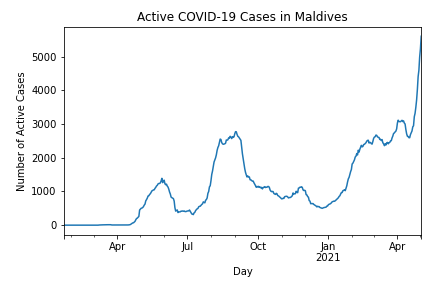 Active COVID-19 Cases in Maldives
Number of Active Cases
5000
4000
3000
2000
1000
0
Apr
Jul
Oct
Jan
2021
Apr
Day